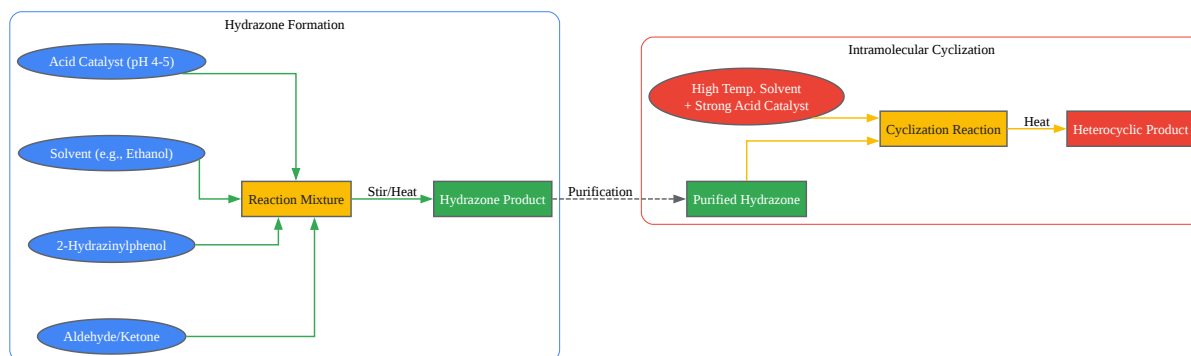 Hydrazone Formation
Acid Catalyst (pH 4-5)
Solvent (e.g., Ethanol)
2-Hydrazinylphenol
Aldehyde/Ketone
Reaction Mixture
Stir/Heat
Hydrazone Product
Purification
Intramolecular Cyclization
High Temp. Solvent
+ Strong Acid Catalyst
Purified Hydrazone
Cyclization Reaction
Heat
Heterocyclic Product